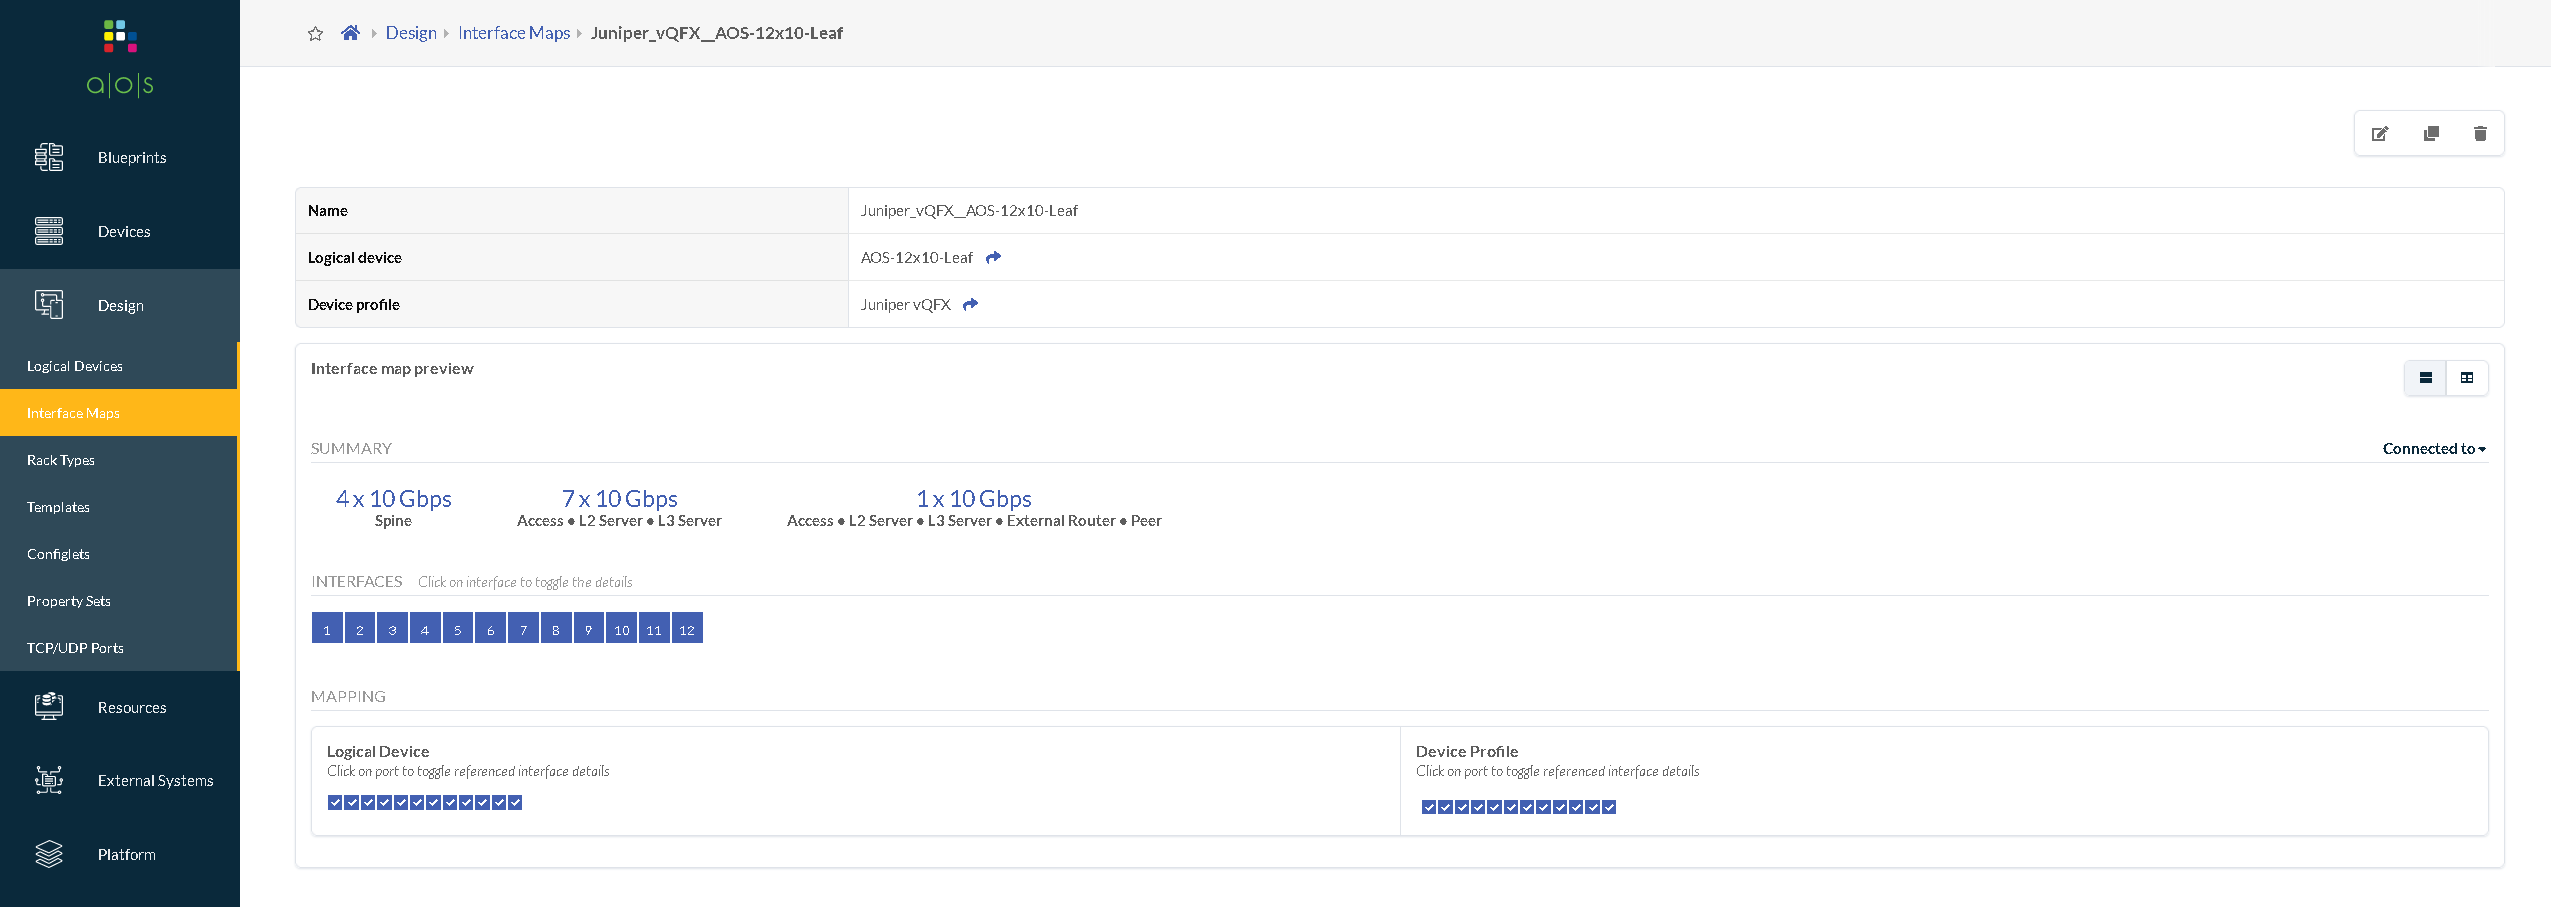 a|o|s
Blueprints
Devices
Design
Logical Devices
Interface Maps
Rack Types
Templates
Configlets
Property Sets
TCP/UDP Ports
Resources
External Systems
Platform
Design Interface Maps Juniper_vQFX__AOS-12x10-Leaf
Name Juniper_vQFX__AOS-12x10-Leaf
Logical device AOS-12x10-Leaf
Device profile Juniper vQFX
Interface map preview
SUMMARY Connected to
4 x 10 Gbps 7 x 10 Gbps 1 x 10 Gbps
Spine Access ● L2 Server ● L3 Server Access ● L2 Server ● L3 Server ● External Router ● Peer
INTERFACES Click on interface to toggle the details
1 2 3 4 5 6 7 8 9 10 11 12
MAPPING
Logical Device
Click on port to toggle referenced interface details
Device Profile
Click on port to toggle referenced interface details